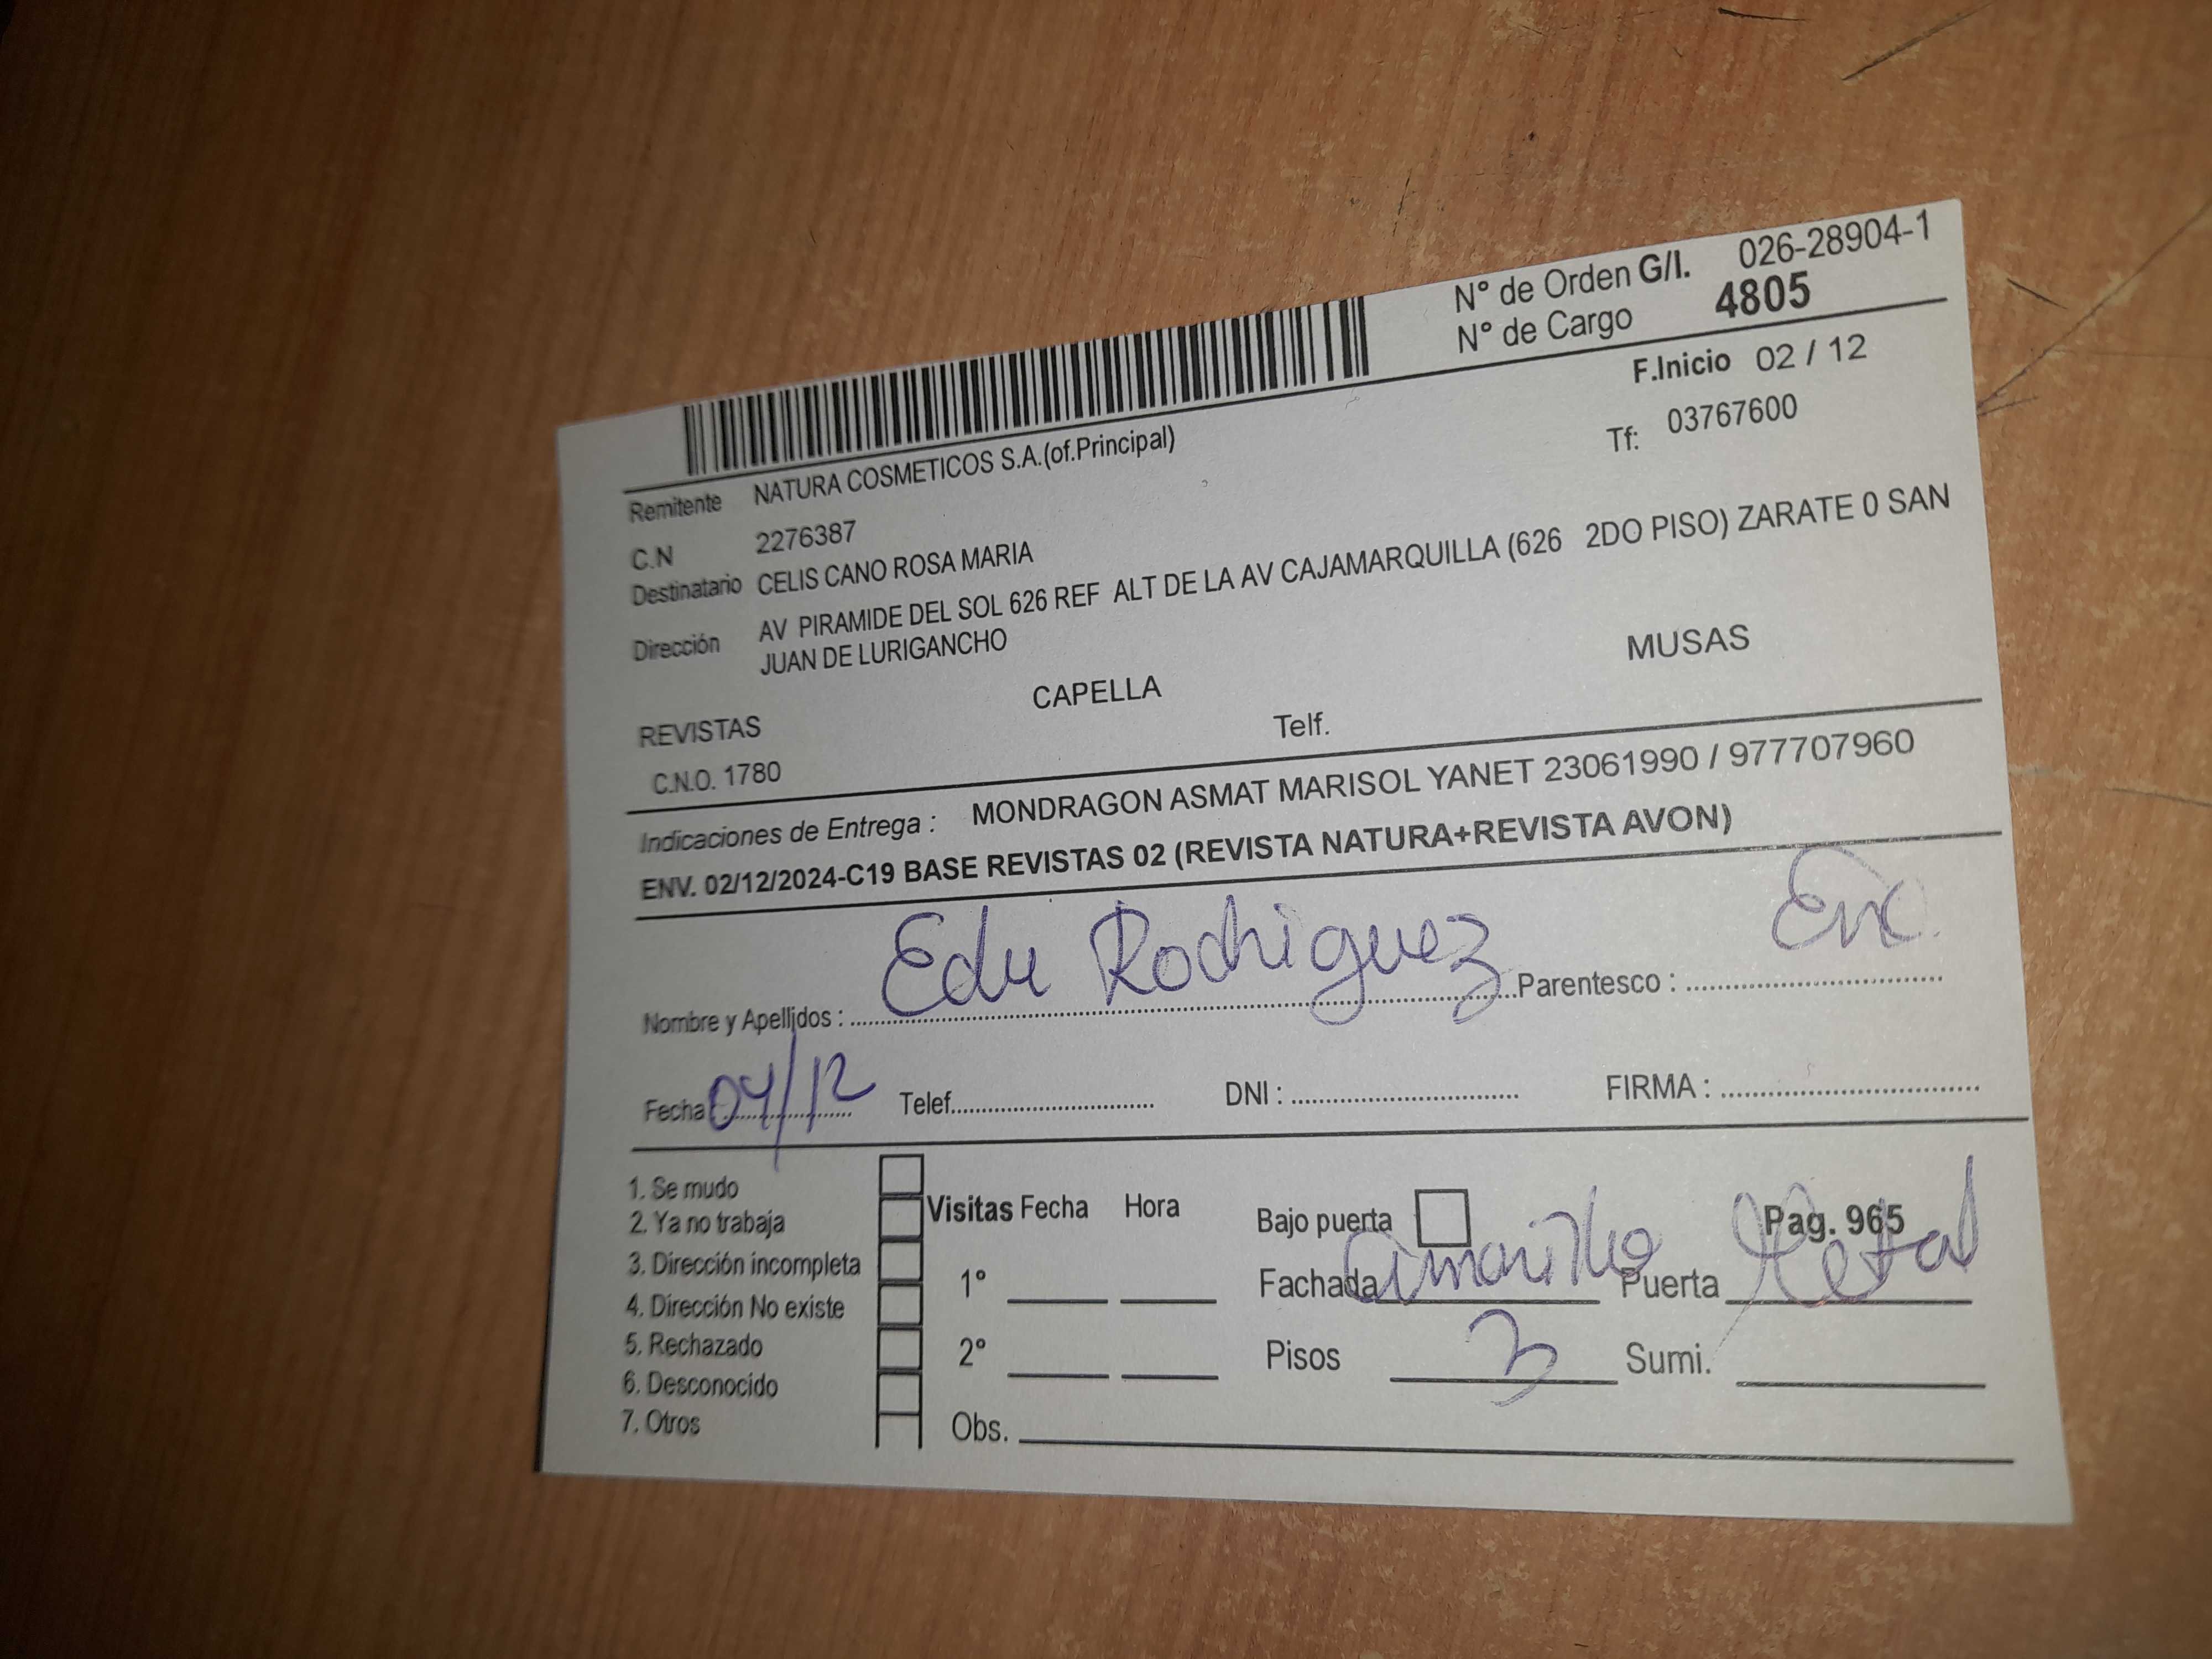 N° de Orden G/I. 026-28904-1
N° de Cargo 4805
F.Inicio 02 / 12
Remitente NATURA COSMETICOS S.A.(of.Principal)
Tf: 03767600
C.N 2276387
Destinatario CELIS CANO ROSA MARIA
Dirección AV PIRAMIDE DEL SOL 626 REF ALT DE LA AV CAJAMARQUILLA (626 2DO PISO) ZARATE 0 SAN
JUAN DE LURIGANCHO
REVISTAS CAPELLA MUSAS
C.N.O. 1780 Telf.
Indicaciones de Entrega : MONDRAGON ASMAT MARISOL YANET 23061990 / 977707960
ENV. 02/12/2024-C19 BASE REVISTAS 02 (REVISTA NATURA+REVISTA AVON)
Nombre y Apellidos : Edu Rodriguez Parentesco : Enc.
Fecha 04/12 Telef. DNI : FIRMA :
1. Se mudo
2. Ya no trabaja
3. Dirección incompleta
4. Dirección No existe
5. Rechazado
6. Desconocido
7. Otros
Visitas Fecha Hora
1°
2°
Obs.
Bajo puerta Pag. 965
Fachada Amarillo Puerta Metal
Pisos 3 Sumi.